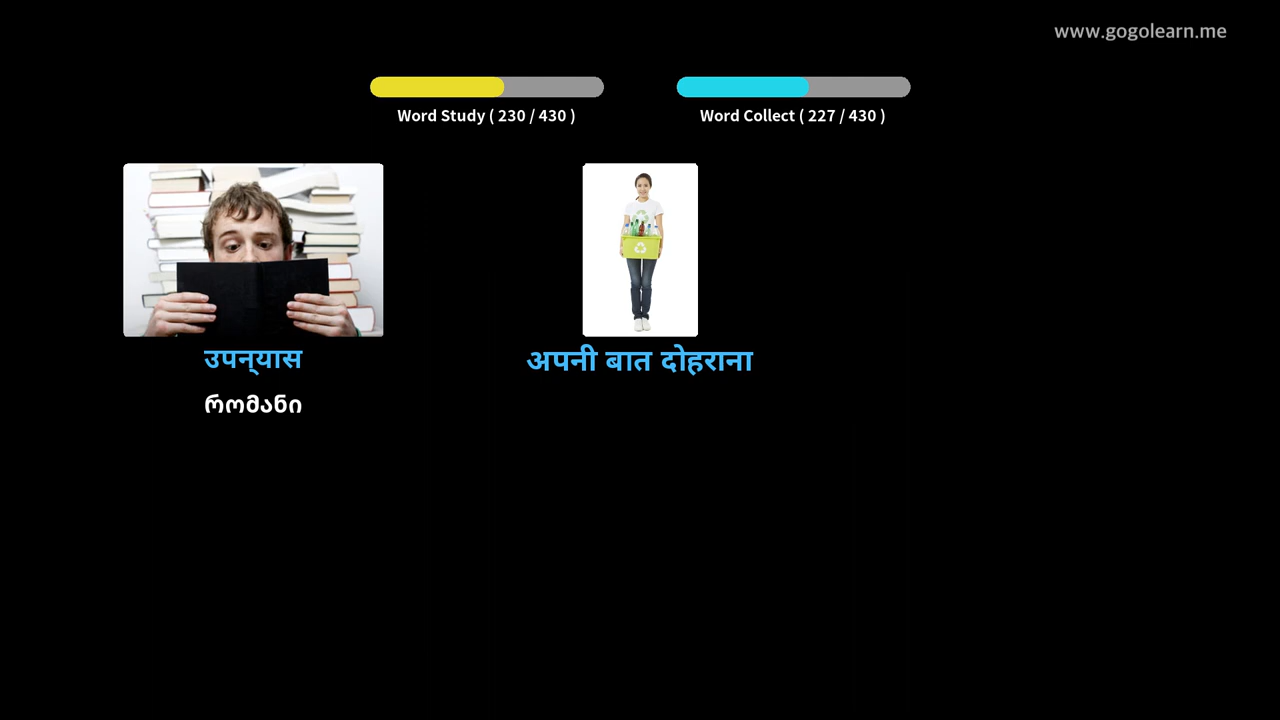 www.gogolearn.me
Word Study ( 230 / 430 )
Word Collect ( 227 / 430 )
उपन्यास
რომანი
अपनी बात दोहराना